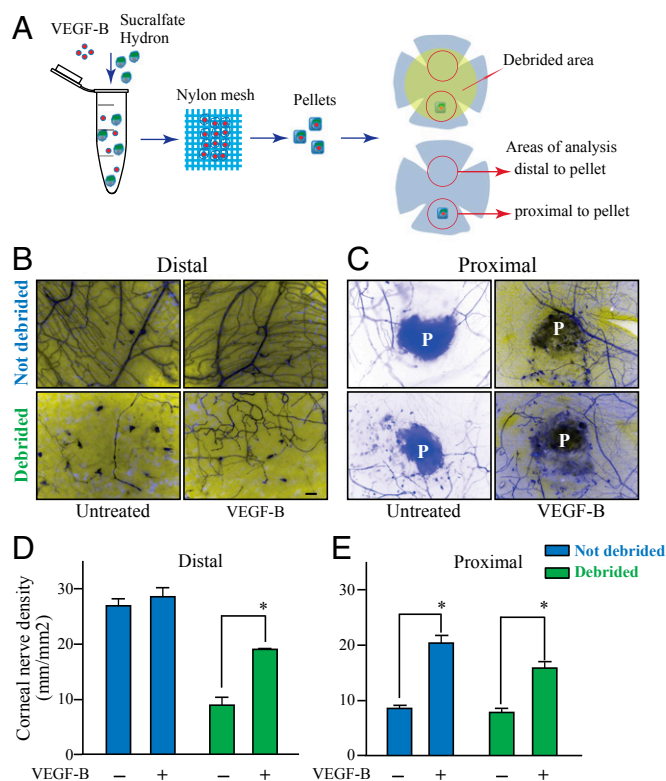 A
VEGF-B
Sucralfate
Hydron
Nylon mesh
Pellets
Debrided area
Areas of analysis
distal to pellet
proximal to pellet
B
Distal
C
Proximal
Not debrided
Debrided
P
P
P
P
Untreated
VEGF-B
Untreated
VEGF-B
D
Distal
E
Proximal
Not debrided
Debrided
Corneal nerve density
(mm/mm2)
30
20
10
0
*
VEGF-B – + – +
30
20
10
0
*
*
VEGF-B – + – +